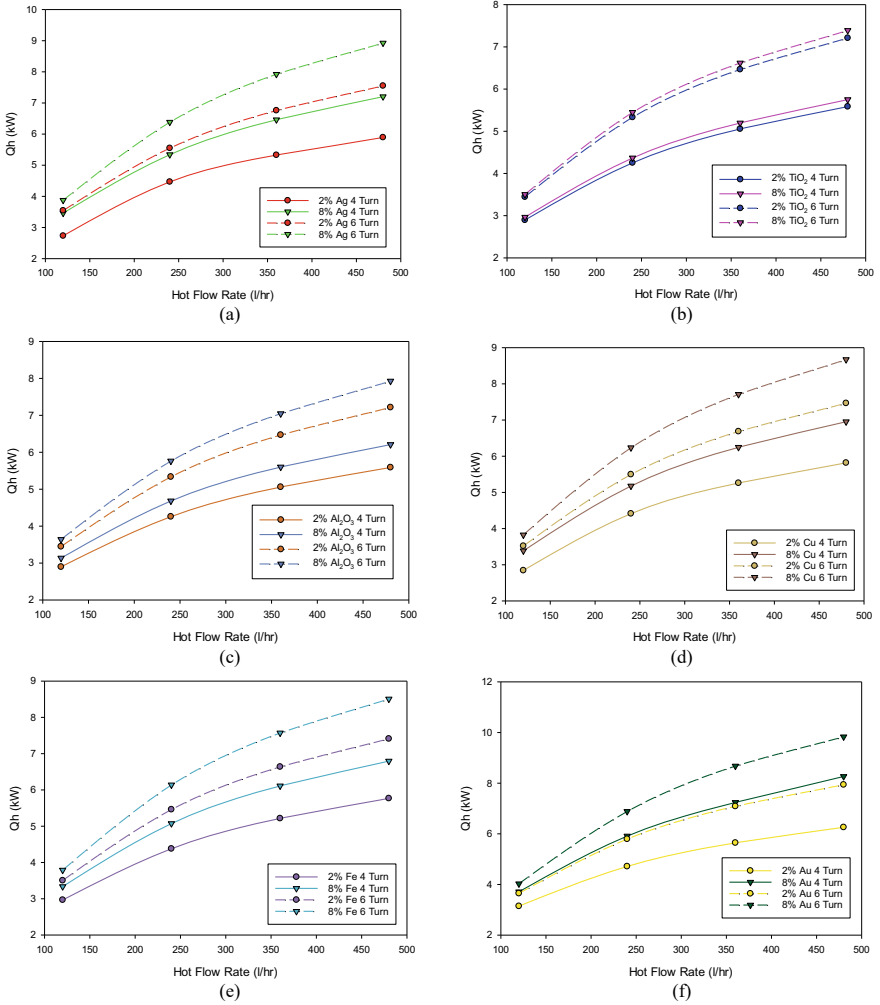 10
9
8
7
6
5
4
3
2
Qh (kW)
100 150 200 250 300 350 400 450 500
Hot Flow Rate (l/hr)
2% Ag 4 Turn
8% Ag 4 Turn
2% Ag 6 Turn
8% Ag 6 Turn
(a)
8
7
6
5
4
3
2
Qh (kW)
100 150 200 250 300 350 400 450 500
Hot Flow Rate (l/hr)
2% TiO₂ 4 Turn
8% TiO₂ 4 Turn
2% TiO₂ 6 Turn
8% TiO₂ 6 Turn
(b)
9
8
7
6
5
4
3
2
Qh (kW)
100 150 200 250 300 350 400 450 500
Hot Flow Rate (l/hr)
2% Al₂O₃ 4 Turn
8% Al₂O₃ 4 Turn
2% Al₂O₃ 6 Turn
8% Al₂O₃ 6 Turn
(c)
9
8
7
6
5
4
3
2
Qh (kW)
100 150 200 250 300 350 400 450 500
Hot Flow Rate (l/hr)
2% Cu 4 Turn
8% Cu 4 Turn
2% Cu 6 Turn
8% Cu 6 Turn
(d)
9
8
7
6
5
4
3
2
Qh (kW)
100 150 200 250 300 350 400 450 500
Hot Flow Rate (l/hr)
2% Fe 4 Turn
8% Fe 4 Turn
2% Fe 6 Turn
8% Fe 6 Turn
(e)
12
10
8
6
4
2
Qh (kW)
100 150 200 250 300 350 400 450 500
Hot Flow Rate (l/hr)
2% Au 4 Turn
8% Au 4 Turn
2% Au 6 Turn
8% Au 6 Turn
(f)